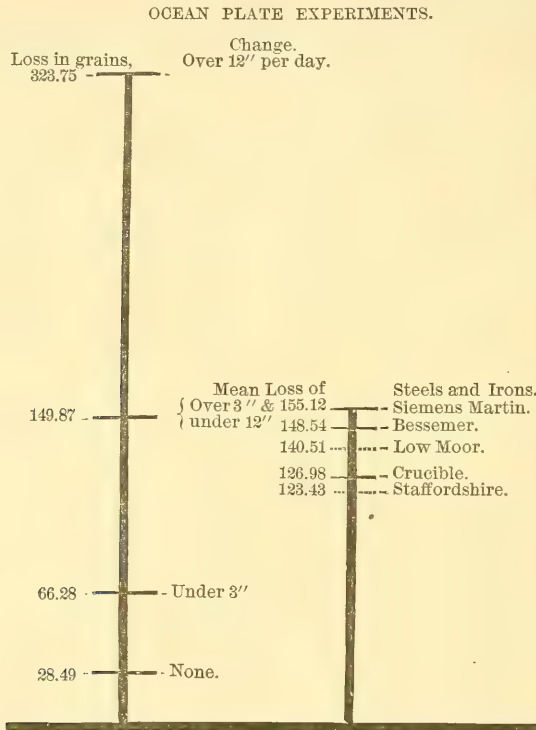 OCEAN PLATE EXPERIMENTS.
Change.
Loss in grains, Over 12″ per day.
323.75
Mean Loss of Steels and Irons.
149.87 { Over 3″ & 155.12 Siemens Martin.
{ under 12″ 148.54 Bessemer.
140.51 Low Moor.
126.98 Crucible.
123.43 Staffordshire.
66.28 Under 3″
28.49 None.